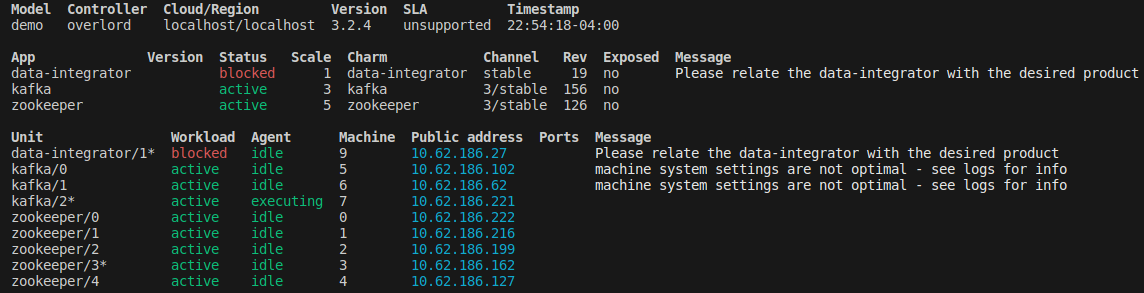 Model  Controller  Cloud/Region         Version  SLA          Timestamp
demo   overlord    localhost/localhost  3.2.4    unsupported  22:54:18-04:00
App              Version  Status   Scale  Charm            Channel   Rev  Exposed  Message
data-integrator           blocked      1  data-integrator  stable     19  no       Please relate the data-integrator with the desired product
kafka                     active       3  kafka            3/stable  156  no
zookeeper                 active       5  zookeeper        3/stable  126  no
Unit                Workload  Agent      Machine  Public address  Ports  Message
data-integrator/1*  blocked   idle       9        10.62.186.27           Please relate the data-integrator with the desired product
kafka/0             active    idle       5        10.62.186.102          machine system settings are not optimal - see logs for info
kafka/1             active    idle       6        10.62.186.62           machine system settings are not optimal - see logs for info
kafka/2*            active    executing  7        10.62.186.221
zookeeper/0         active    idle       0        10.62.186.222
zookeeper/1         active    idle       1        10.62.186.216
zookeeper/2         active    idle       2        10.62.186.199
zookeeper/3*        active    idle       3        10.62.186.162
zookeeper/4         active    idle       4        10.62.186.127